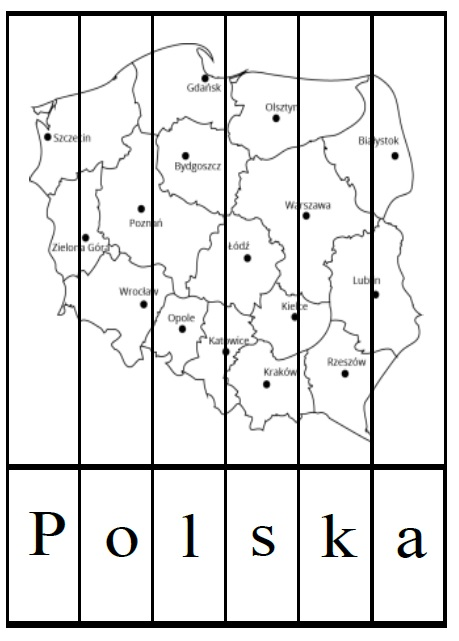 Gdańsk
Olsztyn
Szczecin
Białystok
Bydgoszcz
Warszawa
Poznań
Zielona Góra
Łódź
Lublin
Wrocław
Kielce
Opole
Katowice
Rzeszów
Kraków
P o l s k a